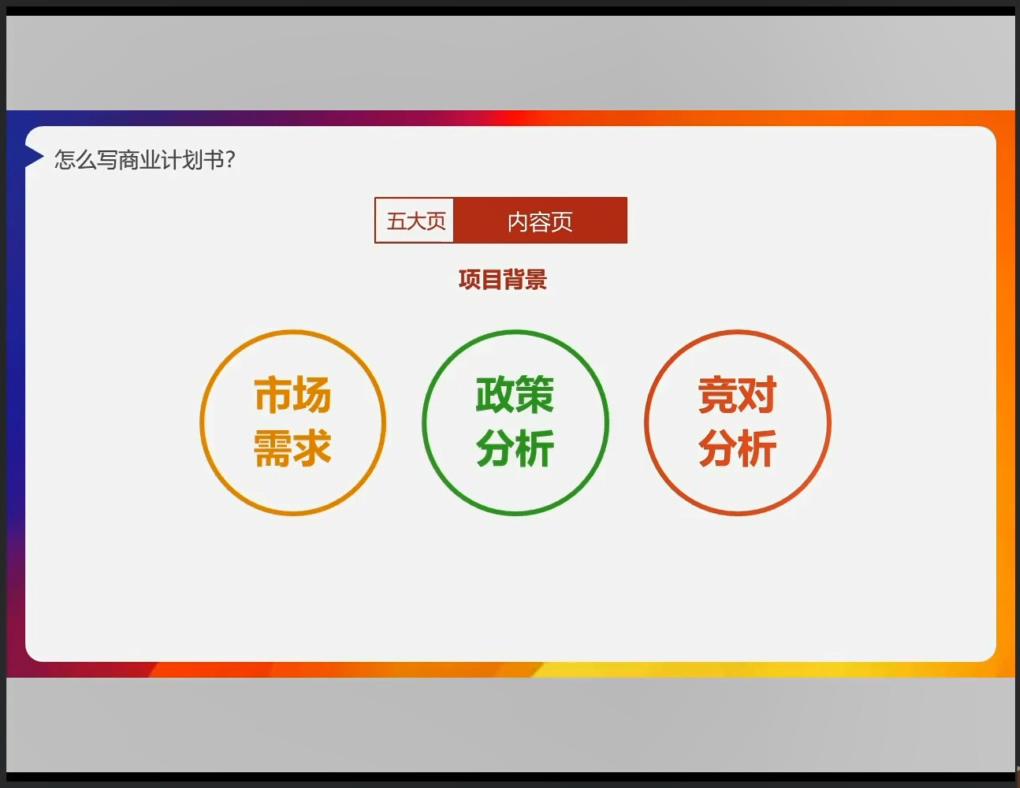 怎么写商业计划书？
五大页 内容页
项目背景
市场
需求
政策
分析
竞对
分析